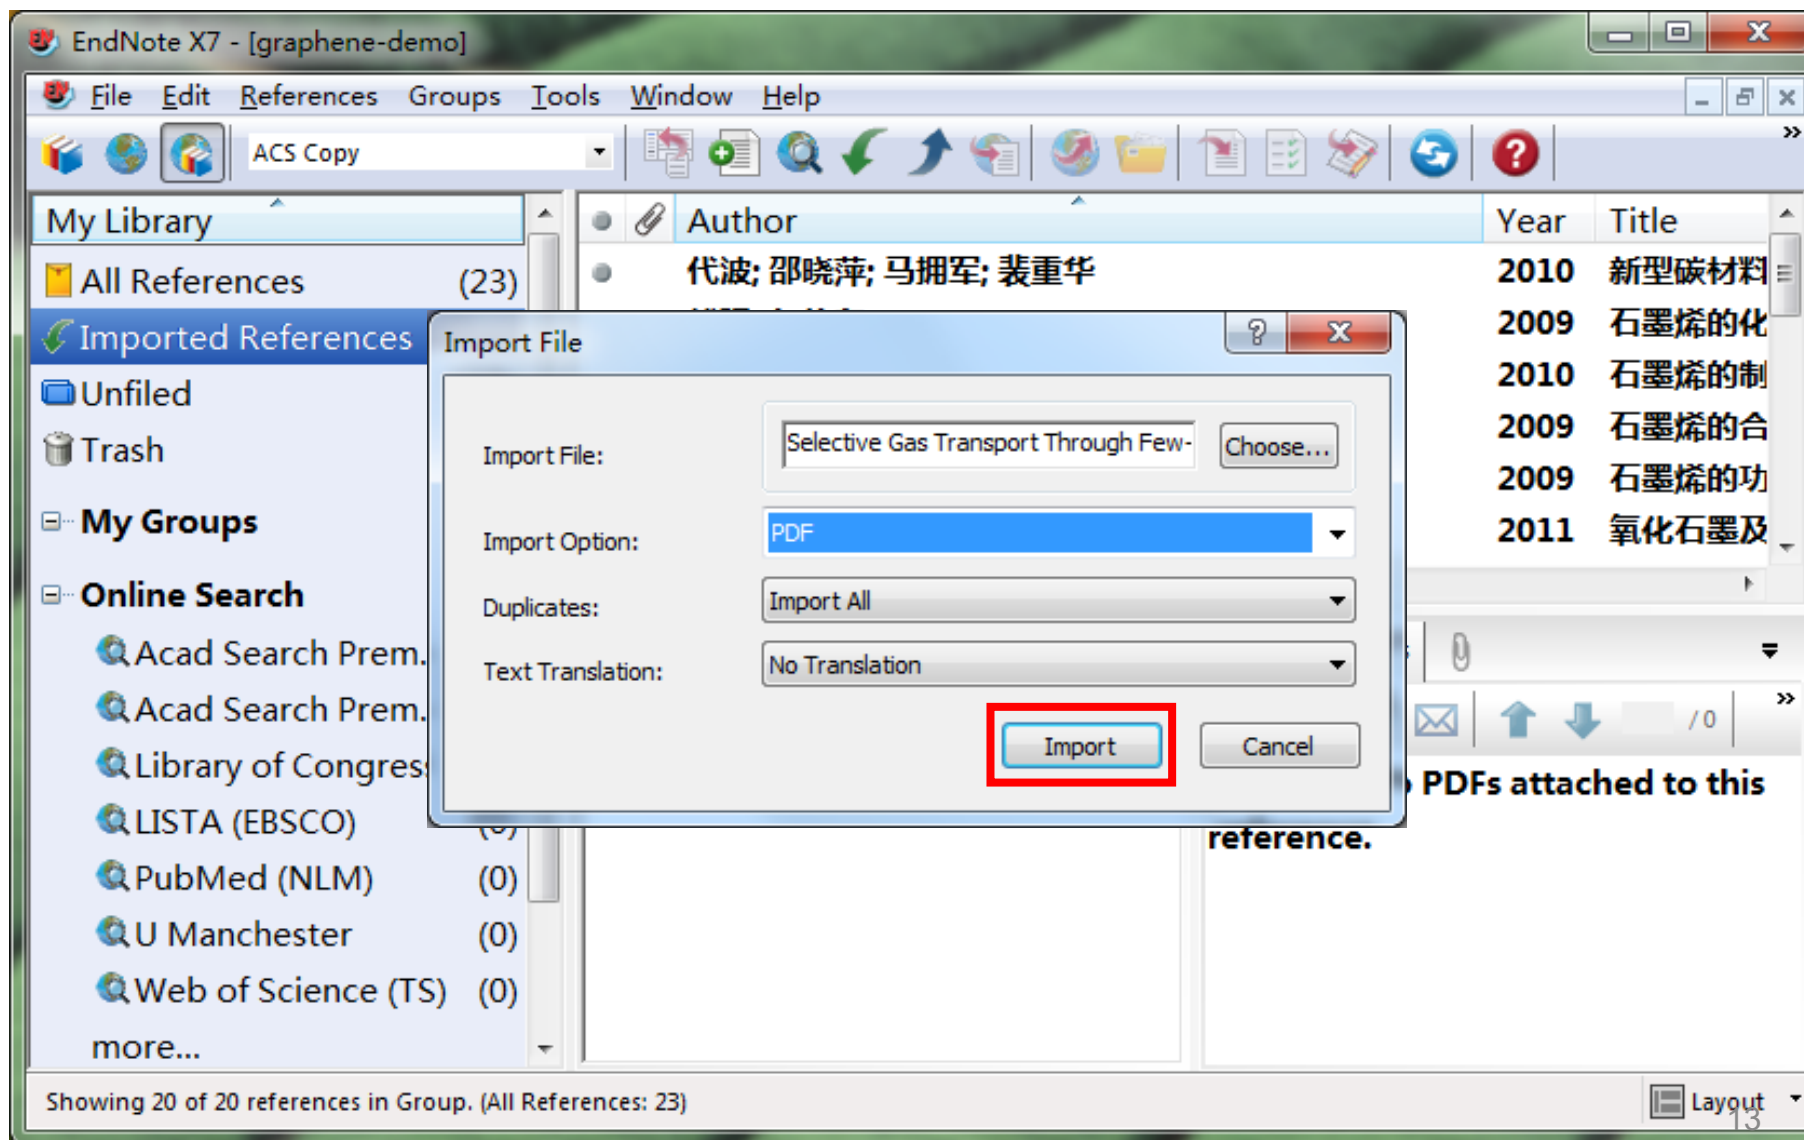 EndNote X7 - [graphene-demo]
File Edit References Groups Tools Window Help
ACS Copy
My Library
All References (23)
Imported References
Unfiled
Trash
My Groups
Online Search
Acad Search Prem.
Acad Search Prem.
Library of Congress
LISTA (EBSCO)
PubMed (NLM) (0)
U Manchester (0)
Web of Science (TS) (0)
more...
Author Year Title
代波; 邵晓萍; 马拥军; 裴重华 2010 新型碳材料
2009 石墨烯的化
2010 石墨烯的制
2009 石墨烯的合
2009 石墨烯的功
2011 氧化石墨及
Import File
Import File: Selective Gas Transport Through Few- Choose...
Import Option: PDF
Duplicates: Import All
Text Translation: No Translation
Import Cancel
/ 0
PDFs attached to this
reference.
Showing 20 of 20 references in Group. (All References: 23)
Layout
13